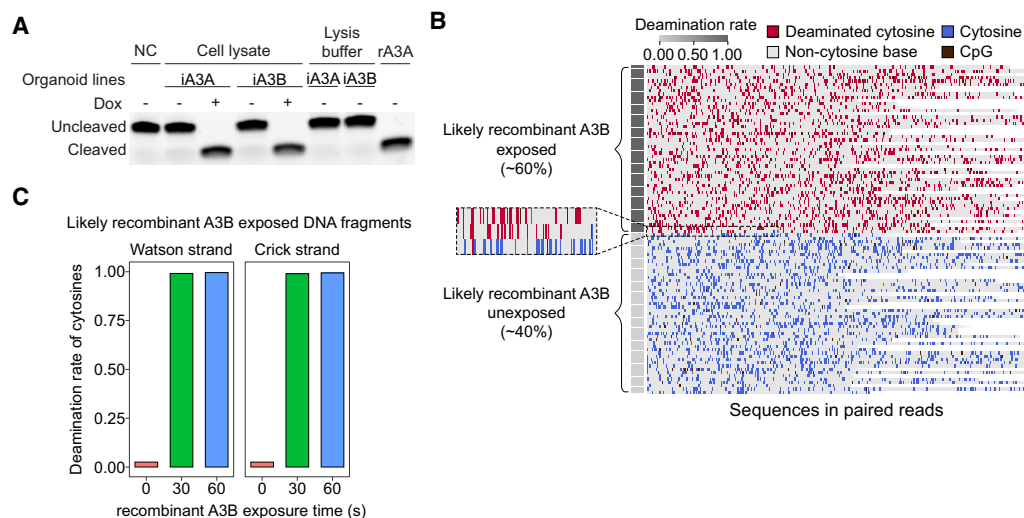 A
NC
Cell lysate
Lysis
buffer
rA3A
Organoid lines
iA3A
iA3B
iA3A iA3B
Dox
- - + - + - - -
Uncleaved
Cleaved
B
Deamination rate
0.00 0.50 1.00
Deaminated cytosine
Cytosine
Non-cytosine base
CpG
Likely recombinant A3B
exposed
(~60%)
Likely recombinant A3B
unexposed
(~40%)
Sequences in paired reads
C
Likely recombinant A3B exposed DNA fragments
Watson strand
Crick strand
Deamination rate of cytosines
1.00
0.75
0.50
0.25
0.00
0 30 60 0 30 60
recombinant A3B exposure time (s)